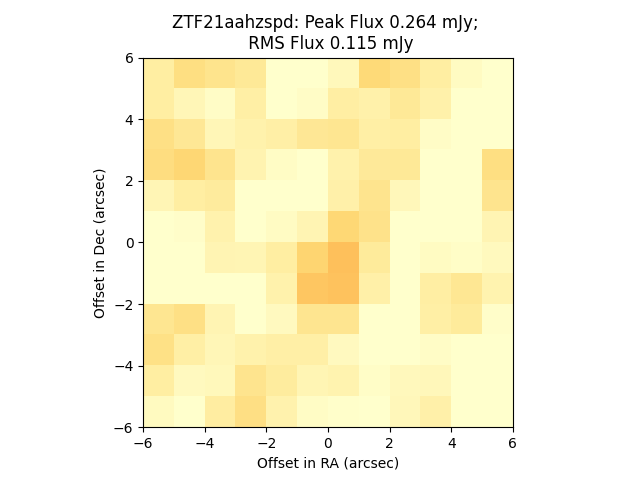 ZTF21aahzspd: Peak Flux 0.264 mJy;
RMS Flux 0.115 mJy
6
4
2
0
−2
−4
−6
Offset in Dec (arcsec)
−6 −4 −2 0 2 4 6
Offset in RA (arcsec)